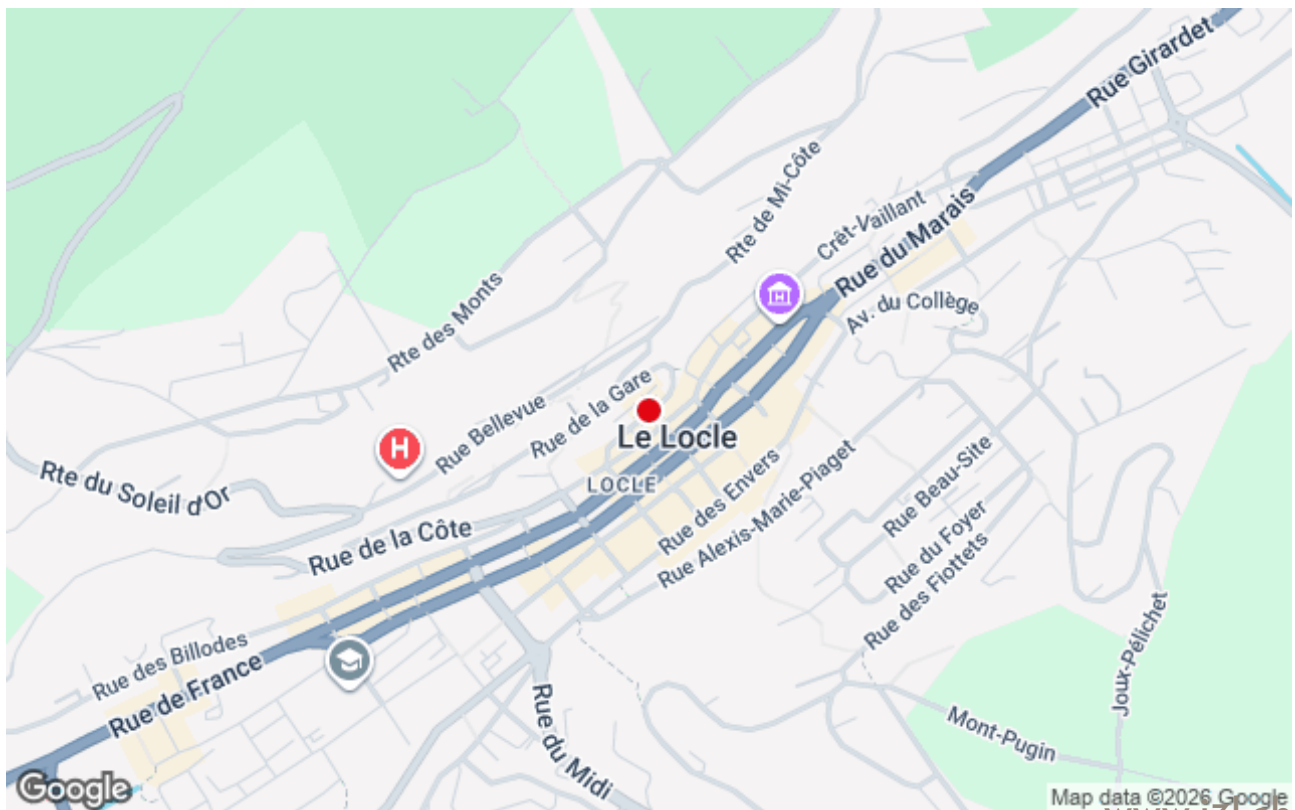 Rue Girardet
Rte de Mi-Côte
Crêt-Vaillant
Rue du Marais
Av. du Collège
Rte des Monts
Rue de la Gare
Rue Bellevue
H
Le Locle
LOCLE
Rte du Soleil d'Or
Rue de la Côte
Rue des Envers
Rue Alexis-Marie-Piaget
Rue Beau-Site
Rue du Foyer
Rue des Fiottets
Rue des Billodes
Rue de France
Rue du Midi
Joux-Pélichet
Mont-Pugin
Google
Map data ©2026 Google